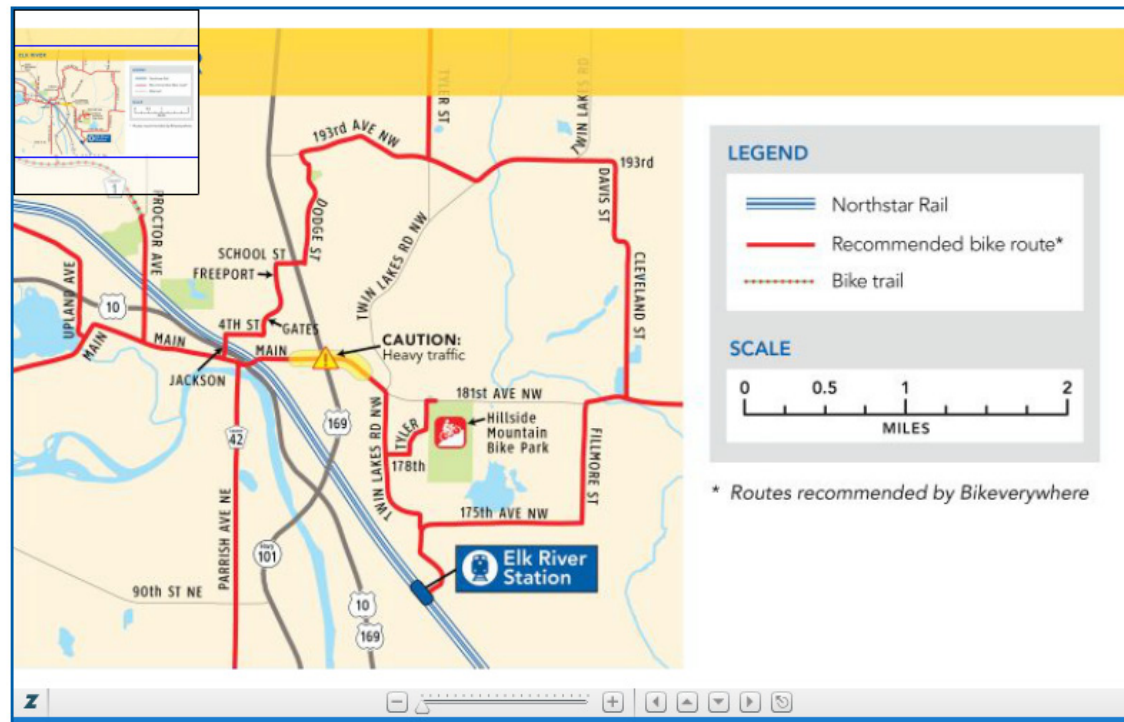 ELK RIVER
R
TYLER ST
TWIN LAKES RD
193rd AVE NW
193rd
1
PROCTOR AVE
DODGE ST
DAVIS ST
SCHOOL ST
FREEPORT
TWIN LAKES RD NW
CLEVELAND ST
UPLAND AVE
10
4TH ST
GATES
MAIN
MAIN
MAIN
JACKSON
CAUTION:
Heavy traffic
181st AVE NW
169
42
TWIN LAKES RD NW
TYLER
178th
Hillside
Mountain
Bike Park
FILLMORE ST
175th AVE NW
PARRISH AVE NE
HWY
101
Elk River
Station
90th ST NE
10
169
LEGEND
Northstar Rail
Recommended bike route*
Bike trail
SCALE
0 0.5 1 2
MILES
* Routes recommended by Bikeverywhere
Z